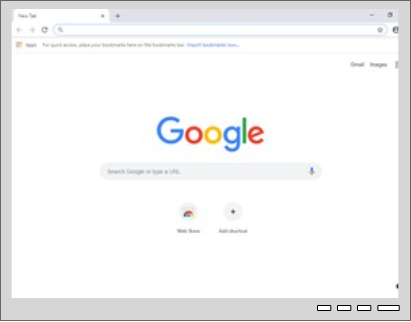 New Tab
Apps For quick access, place your bookmarks here on the bookmarks bar. Import bookmarks now...
Gmail Images
Google
Search Google or type a URL
Web Store Add shortcut